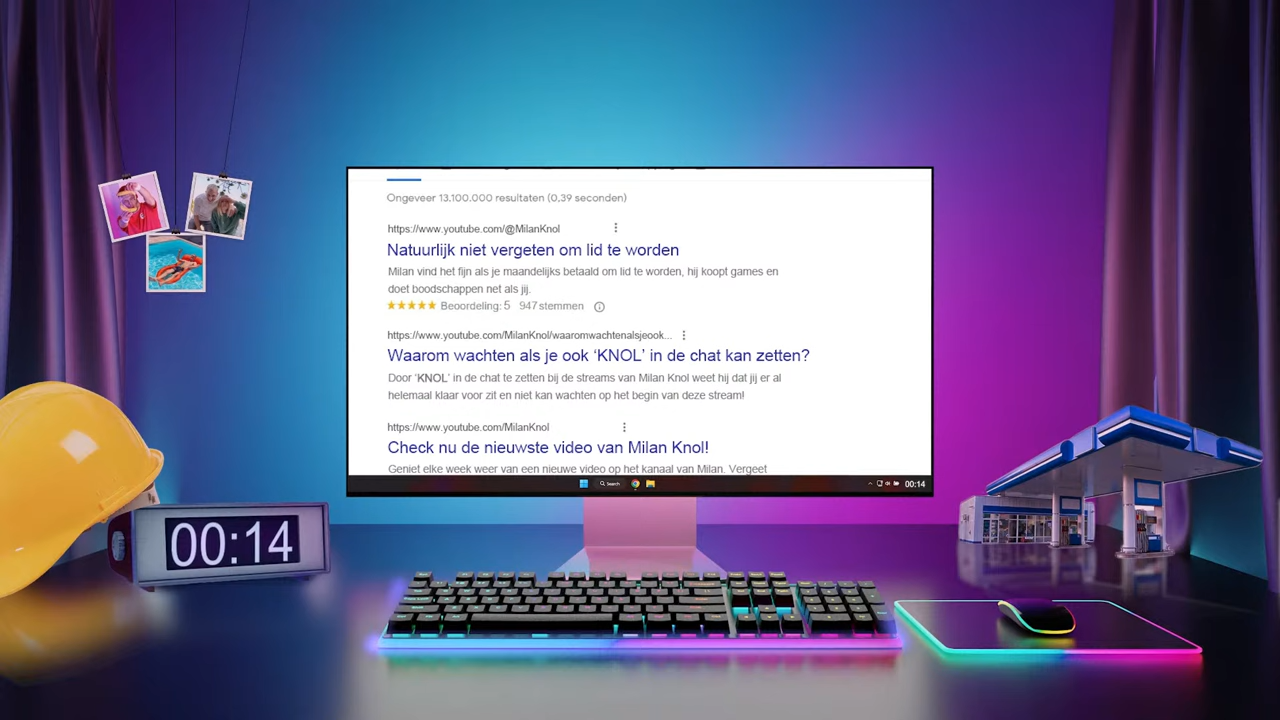 Ongeveer 13.100.000 resultaten (0,39 seconden)
https://www.youtube.com/@MilanKnol
Natuurlijk niet vergeten om lid te worden
Milan vind het fijn als je maandelijks betaald om lid te worden, hij koopt games en
doet boodschappen net als jij.
Beoordeling: 5 947 stemmen
https://www.youtube.com/MilanKnol/waaromwachtenalsjeook...
Waarom wachten als je ook ‘KNOL’ in de chat kan zetten?
Door ‘KNOL’ in de chat te zetten bij de streams van Milan Knol weet hij dat jij er al
helemaal klaar voor zit en niet kan wachten op het begin van deze stream!
https://www.youtube.com/MilanKnol
Check nu de nieuwste video van Milan Knol!
Geniet elke week weer van een nieuwe video op het kanaal van Milan. Vergeet
Search
00:14
00:14